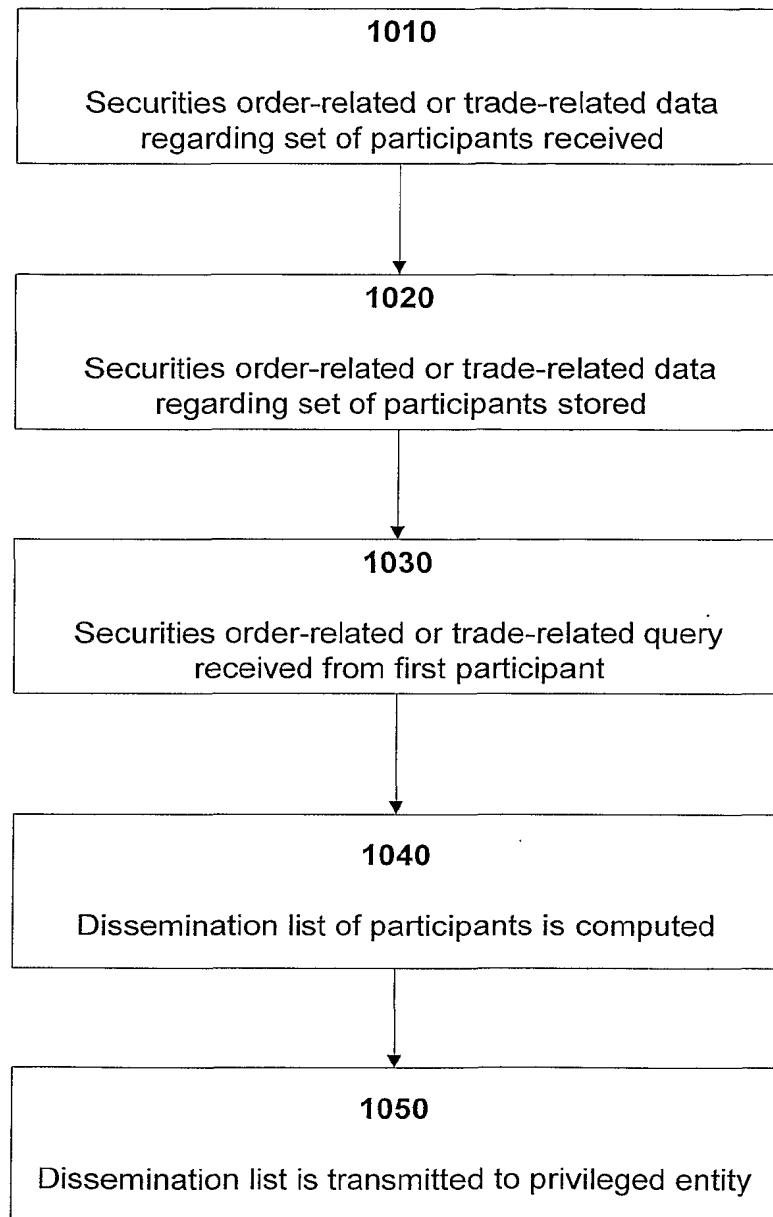 1010
Securities order-related or trade-related data
regarding set of participants received
1020
Securities order-related or trade-related data
regarding set of participants stored
1030
Securities order-related or trade-related query
received from first participant
1040
Dissemination list of participants is computed
1050
Dissemination list is transmitted to privileged entity